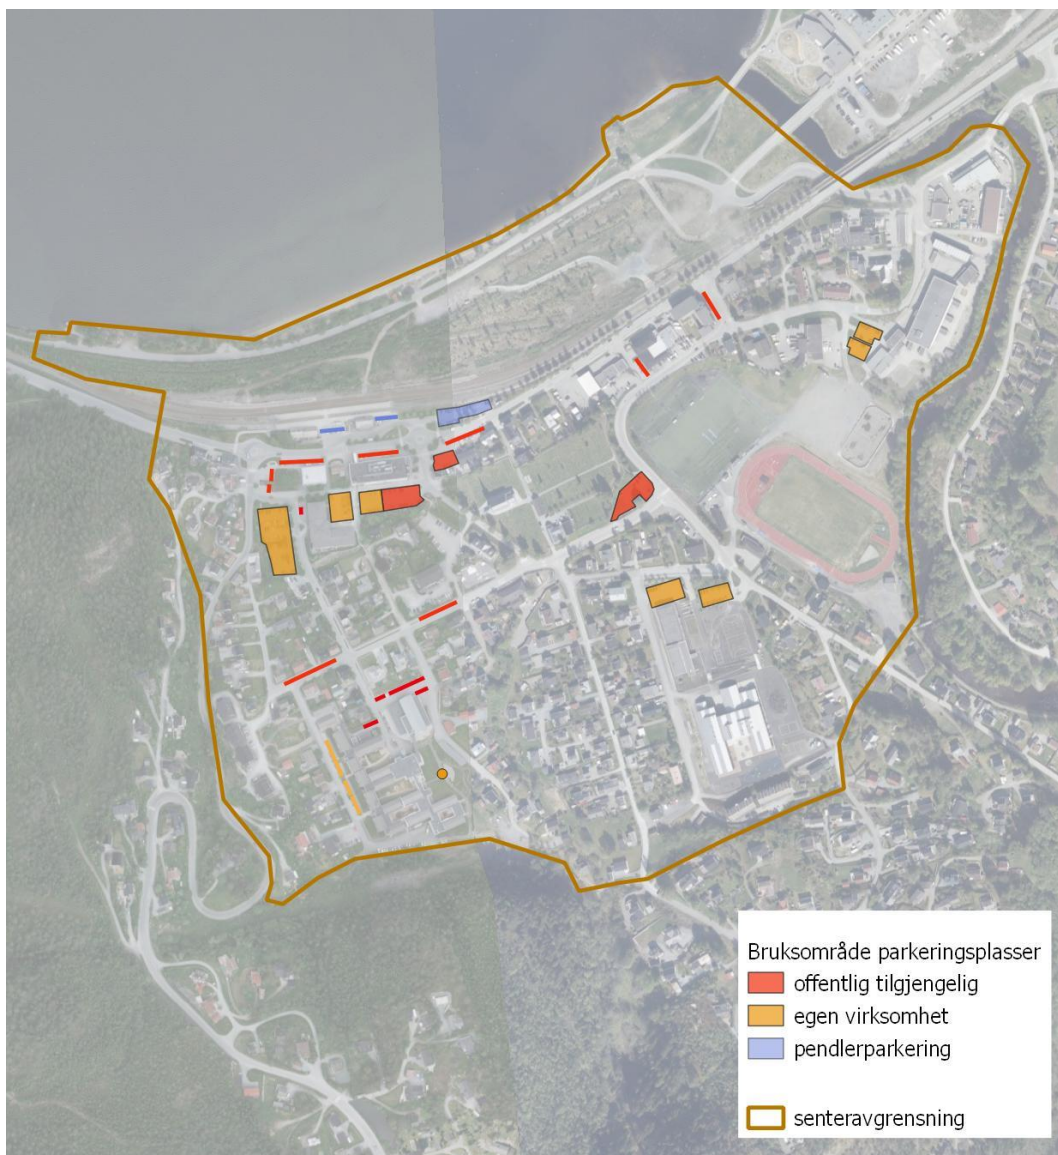 Bruksområde parkeringsplasser
offentlig tilgjengelig
egen virksomhet
pendlerparkering
senteravgrensning